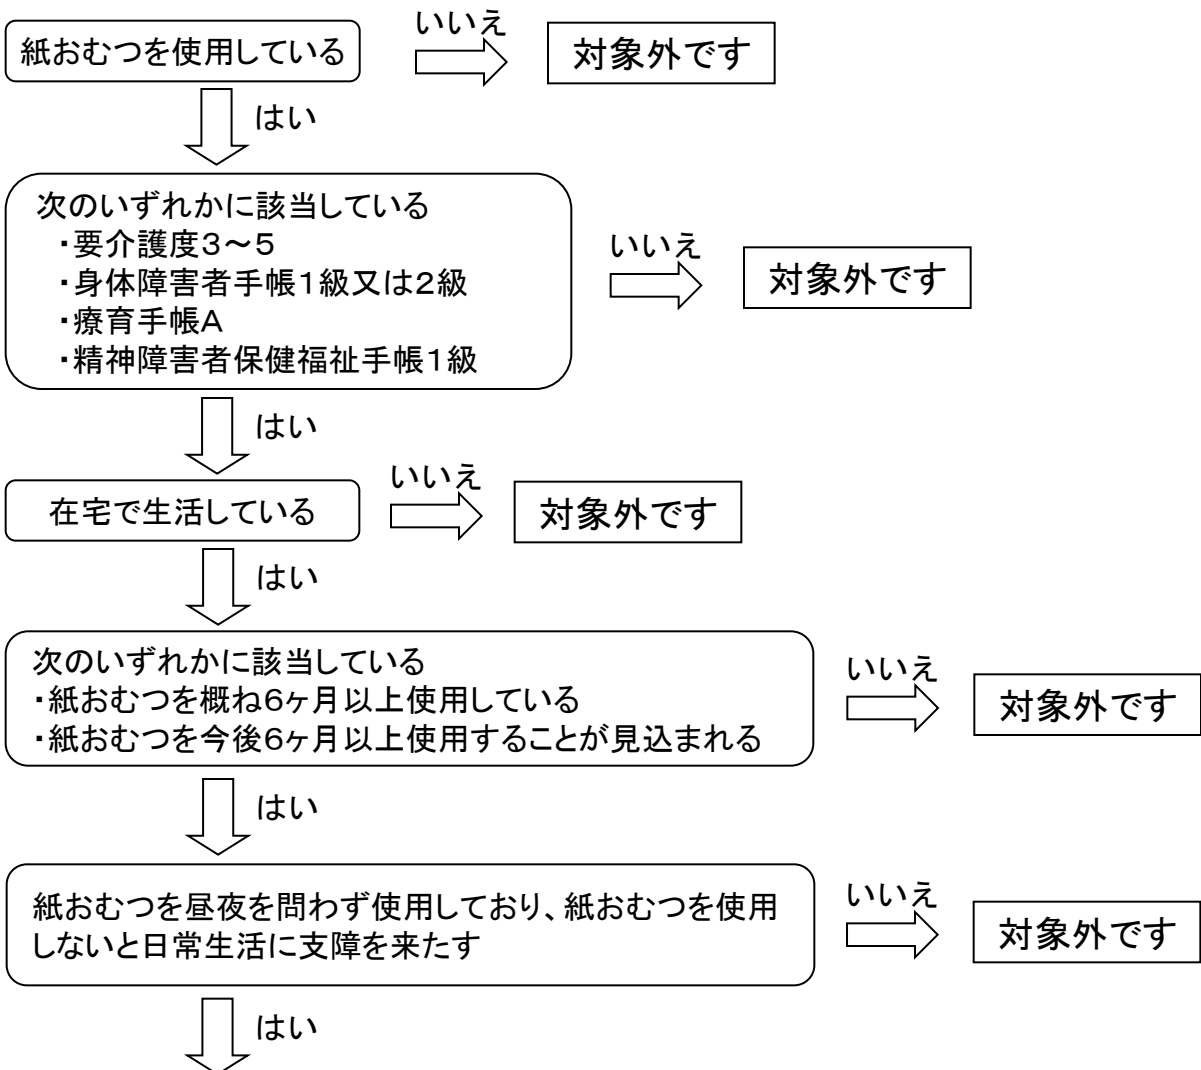 紙おむつを使用している
いいえ
対象外です
はい
次のいずれかに該当している
・要介護度3~5
・身体障害者手帳1級又は2級
・療育手帳A
・精神障害者保健福祉手帳1級
いいえ
対象外です
はい
在宅で生活している
いいえ
対象外です
はい
次のいずれかに該当している
・紙おむつを概ね6ヶ月以上使用している
・紙おむつを今後6ヶ月以上使用することが見込まれる
いいえ
対象外です
はい
紙おむつを昼夜を問わず使用しており、紙おむつを使用
しないと日常生活に支障を来たす
いいえ
対象外です
はい